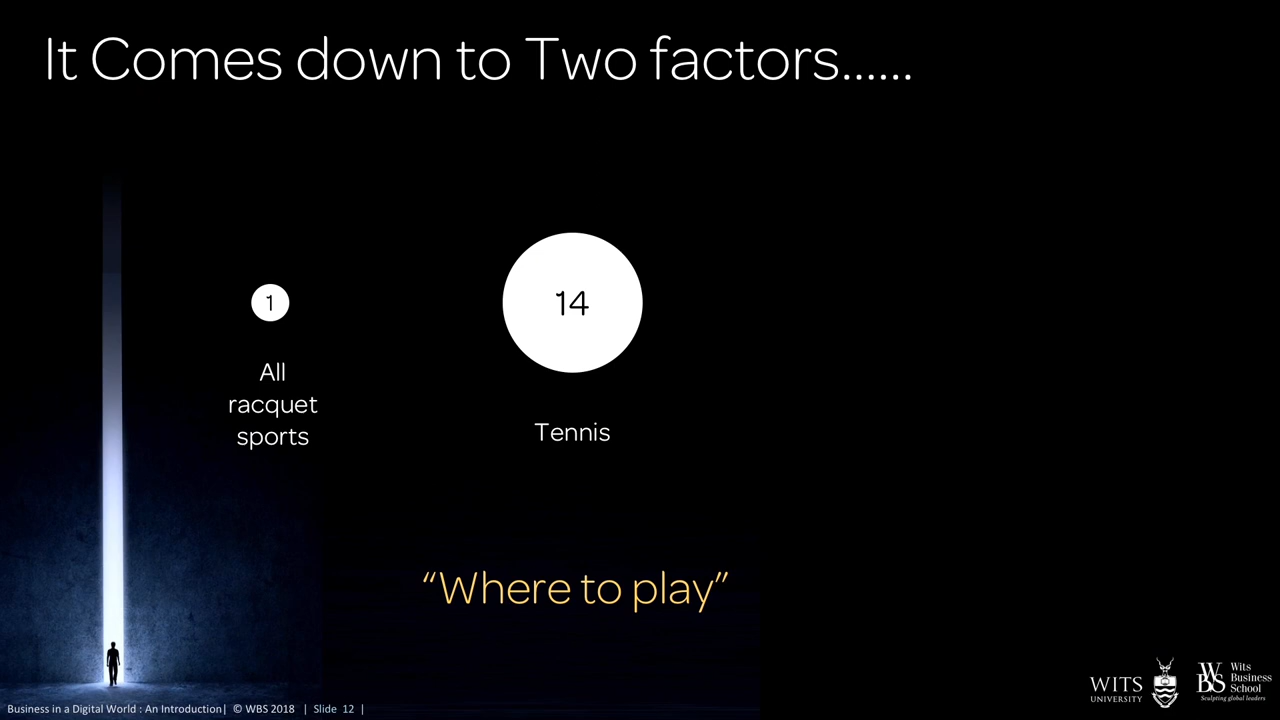 It Comes down to Two factors......
1
14
All
racquet
sports
Tennis
“Where to play”
WITS
UNIVERSITY
WBS
Wits
Business
School
Sculpting global leaders
Business in a Digital World : An Introduction| © WBS 2018 | Slide 12 |